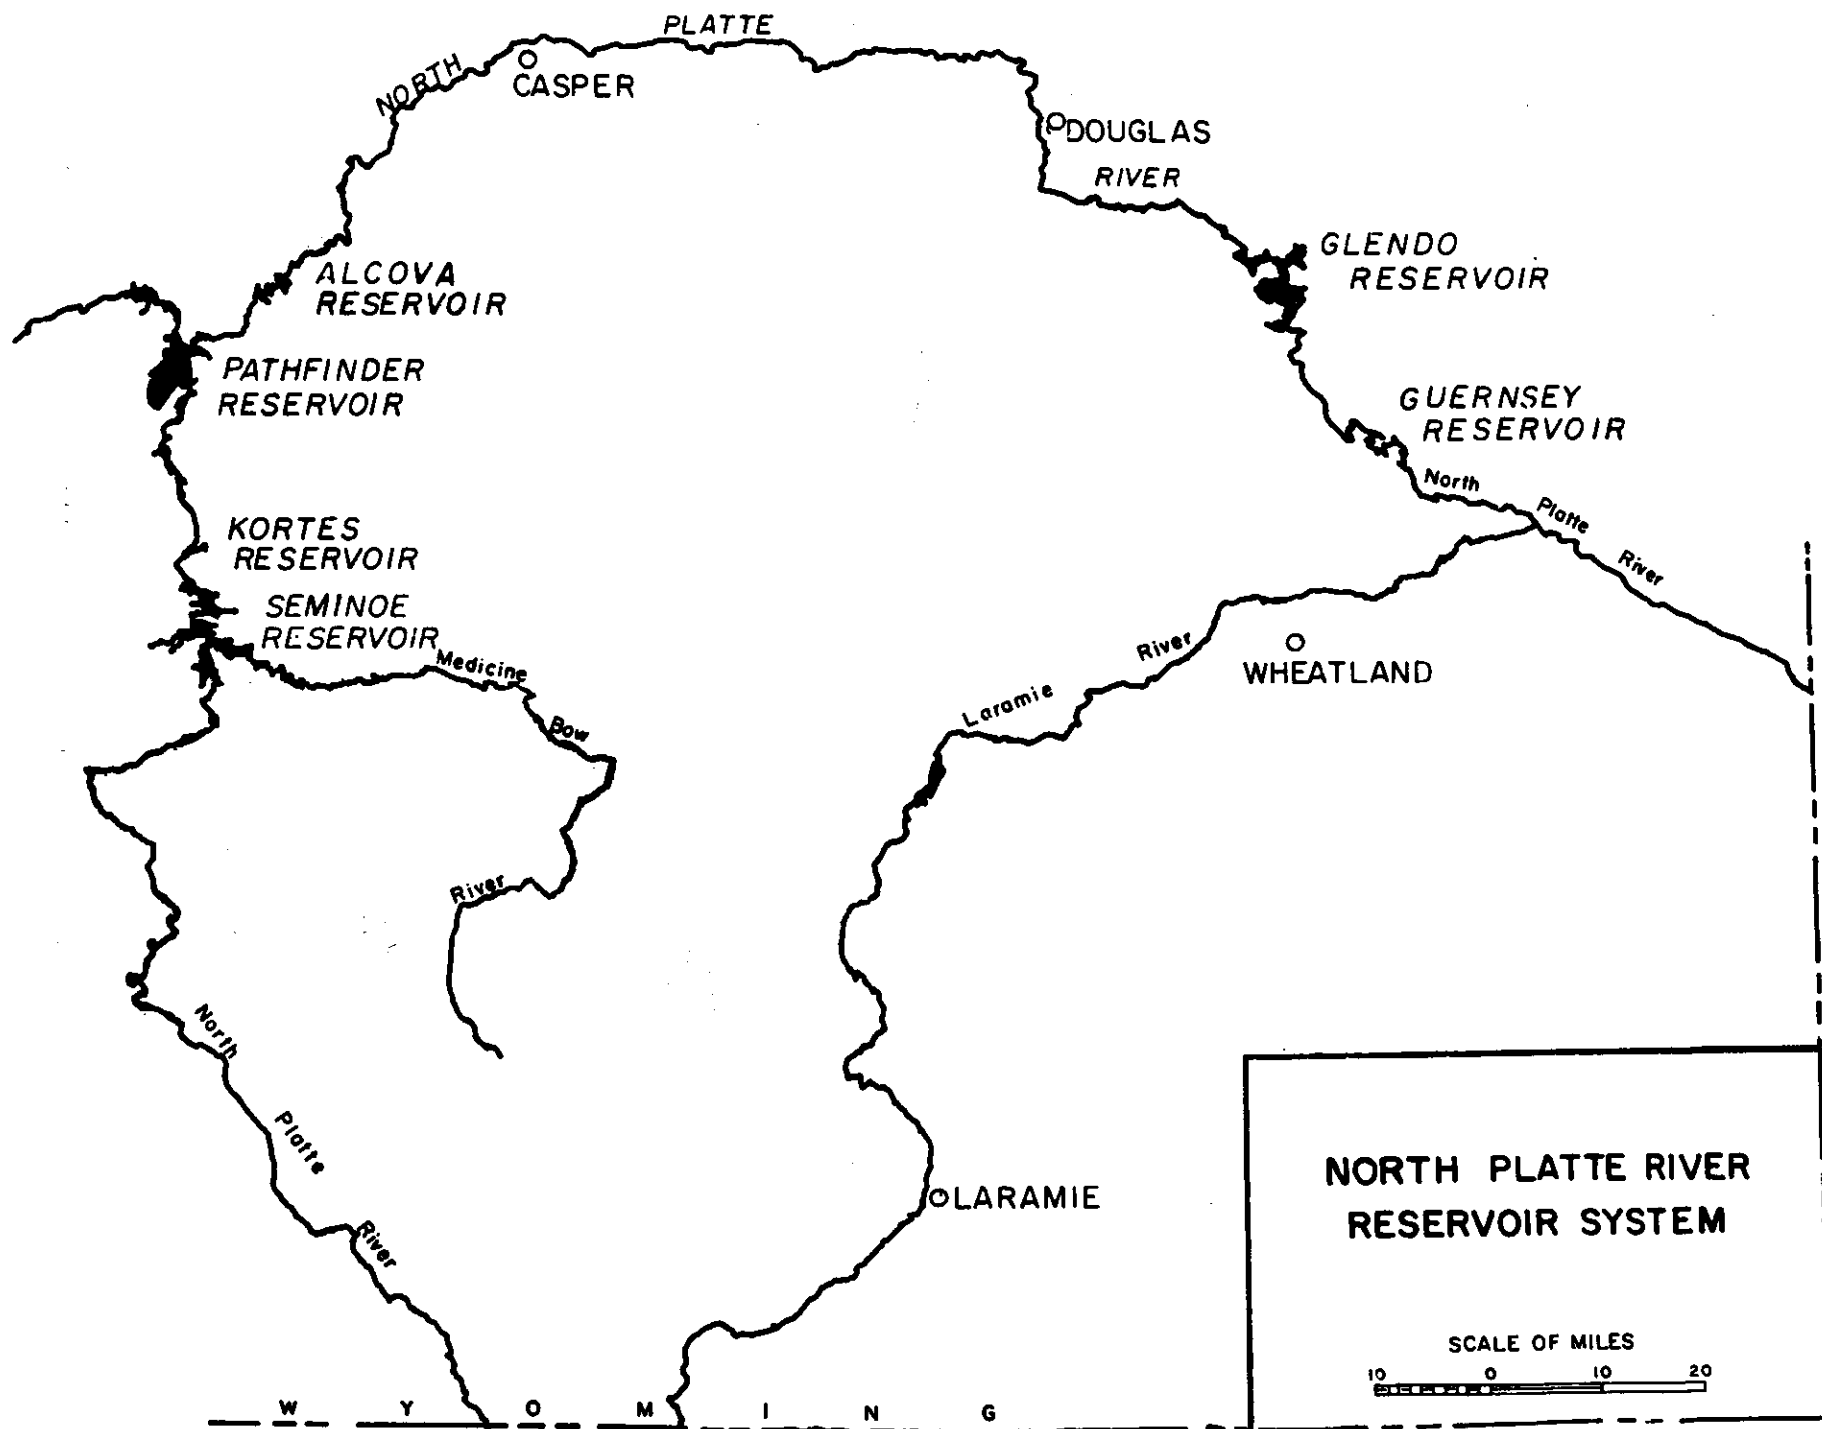 PLATTE
NORTH
CASPER
DOUGLAS
RIVER
GLENDO
RESERVOIR
ALCOVA
RESERVOIR
PATHFINDER
RESERVOIR
GUERNSEY
RESERVOIR
North
Platte
River
KORTES
RESERVOIR
SEMINOE
RESERVOIR
Medicine
Bow
River
River
Laramie
WHEATLAND
North
Platte
River
LARAMIE
NORTH PLATTE RIVER
RESERVOIR SYSTEM
SCALE OF MILES
10 0 10 20
W Y O M I N G